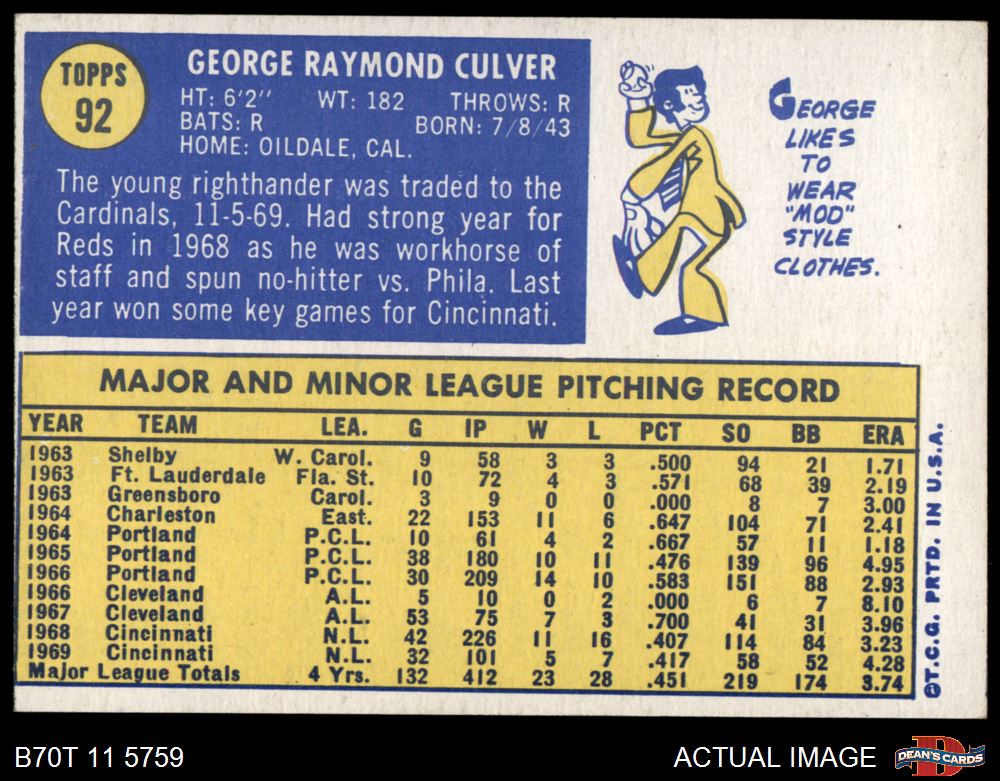 TOPPS
92
GEORGE RAYMOND CULVER
HT: 6'2" WT: 182 THROWS: R
BATS: R BORN: 7/8/43
HOME: OILDALE, CAL.
The young righthander was traded to the
Cardinals, 11-5-69. Had strong year for
Reds in 1968 as he was workhorse of
staff and spun no-hitter vs. Phila. Last
year won some key games for Cincinnati.
GEORGE
LIKES
TO
WEAR
"MOD"
STYLE
CLOTHES.
MAJOR AND MINOR LEAGUE PITCHING RECORD
YEAR TEAM LEA. G IP W L PCT SO BB ERA
1963 Shelby W. Carol. 9 58 3 3 .500 94 21 1.71
1963 Ft. Lauderdale Fla. St. 10 72 4 3 .571 68 39 2.19
1963 Greensboro Carol. 3 9 0 0 .000 8 7 3.00
1964 Charleston East. 22 153 11 6 .647 104 71 2.41
1964 Portland P.C.L. 10 61 4 2 .667 57 11 1.18
1965 Portland P.C.L. 38 180 10 11 .476 139 96 4.95
1966 Portland P.C.L. 30 209 14 10 .583 151 88 2.93
1966 Cleveland A.L. 5 10 0 2 .000 6 7 8.10
1967 Cleveland A.L. 53 75 7 3 .700 41 31 3.96
1968 Cincinnati N.L. 42 226 11 16 .407 114 84 3.23
1969 Cincinnati N.L. 32 101 5 7 .417 58 52 4.28
Major League Totals 4 Yrs. 132 412 23 28 .451 219 174 3.74
©T.C.G. PRTD. IN U.S.A.
B70T 11 5759
ACTUAL IMAGE
D
DEAN'S CARDS